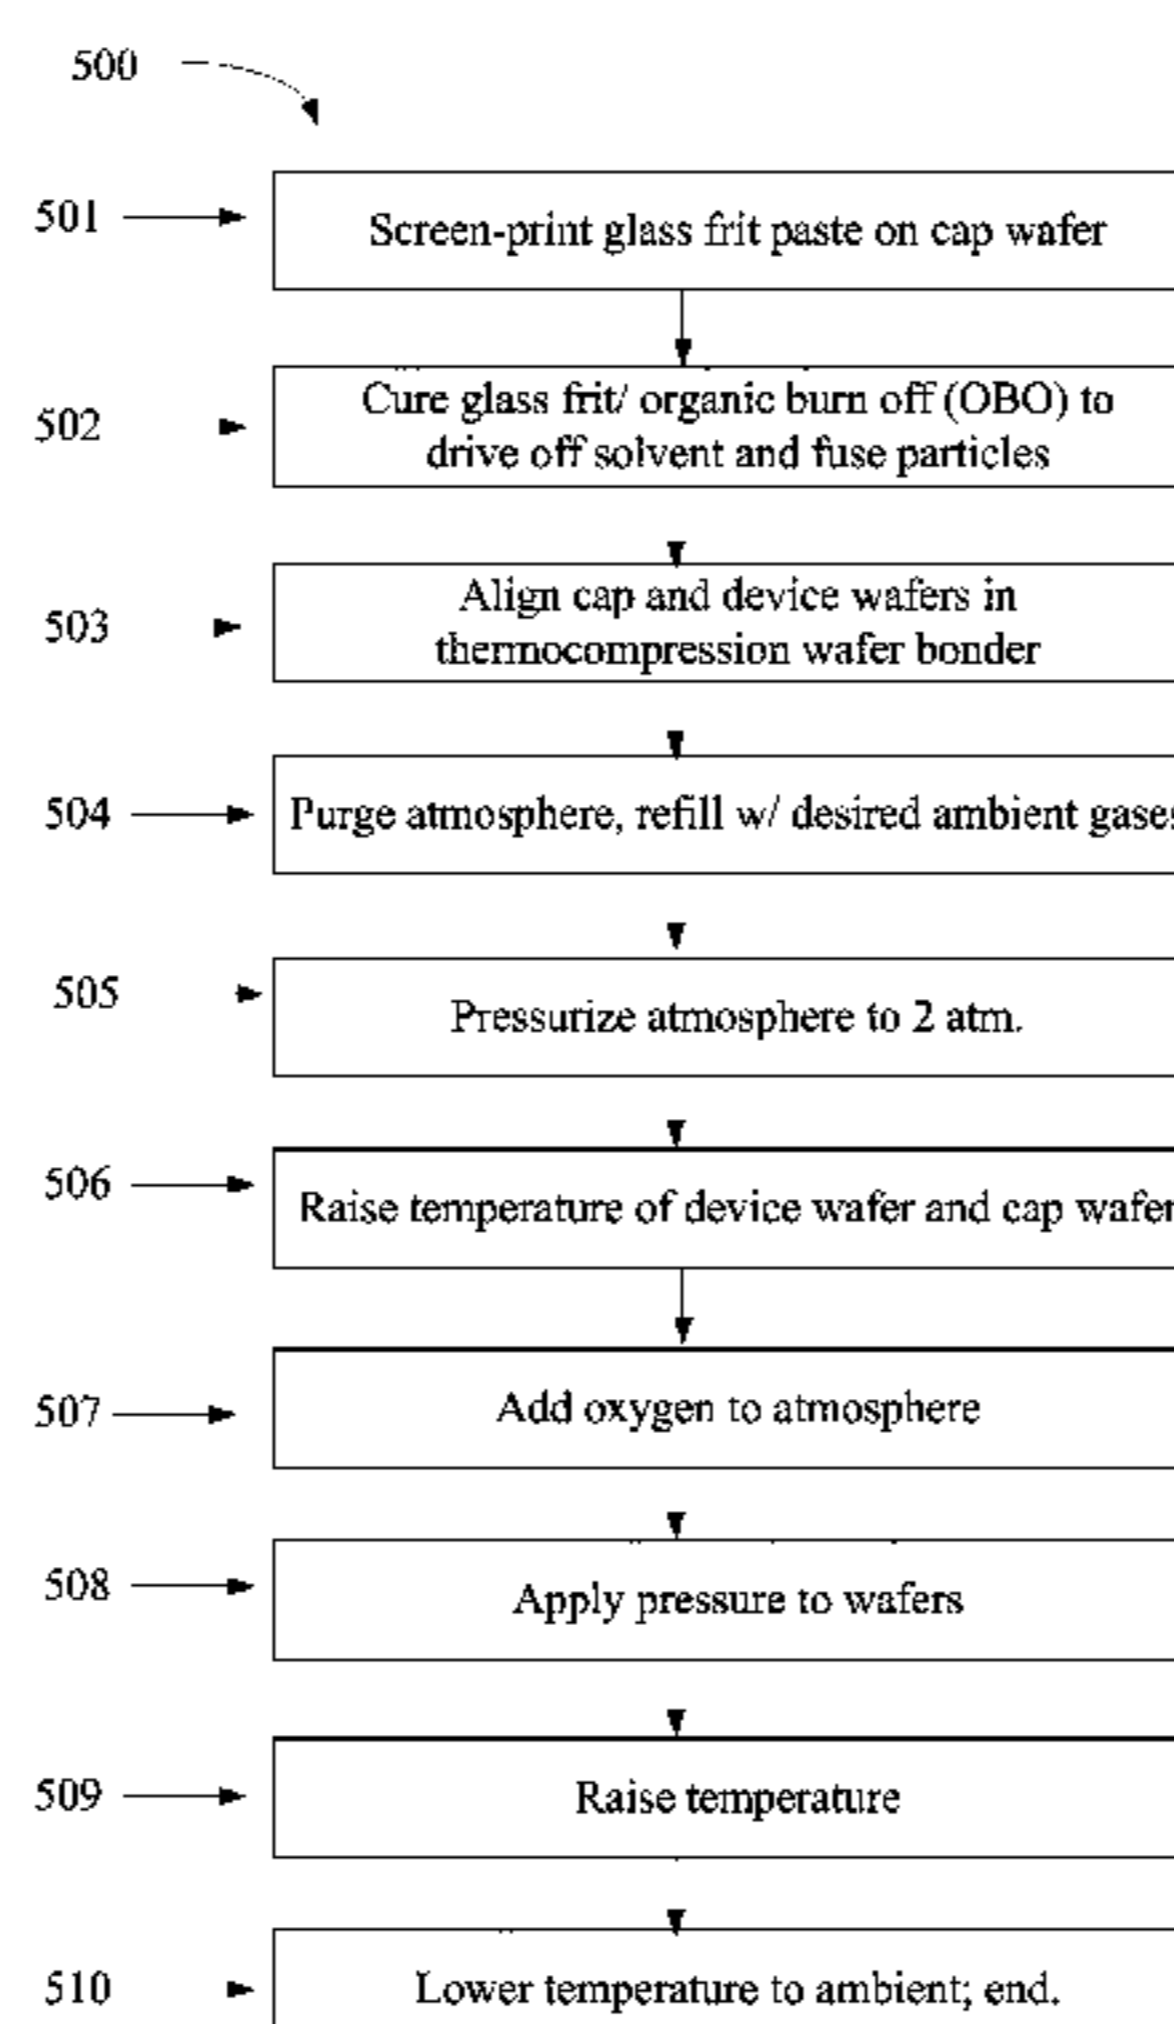 500
501
Screen-print glass frit paste on cap wafer
502
Cure glass frit/ organic burn off (OBO) to
drive off solvent and fuse particles
503
Align cap and device wafers in
thermocompression wafer bonder
504
Purge atmosphere, refill w/ desired ambient gases
505
Pressurize atmosphere to 2 atm.
506
Raise temperature of device wafer and cap wafer
507
Add oxygen to atmosphere
508
Apply pressure to wafers
509
Raise temperature
510
Lower temperature to ambient; end.